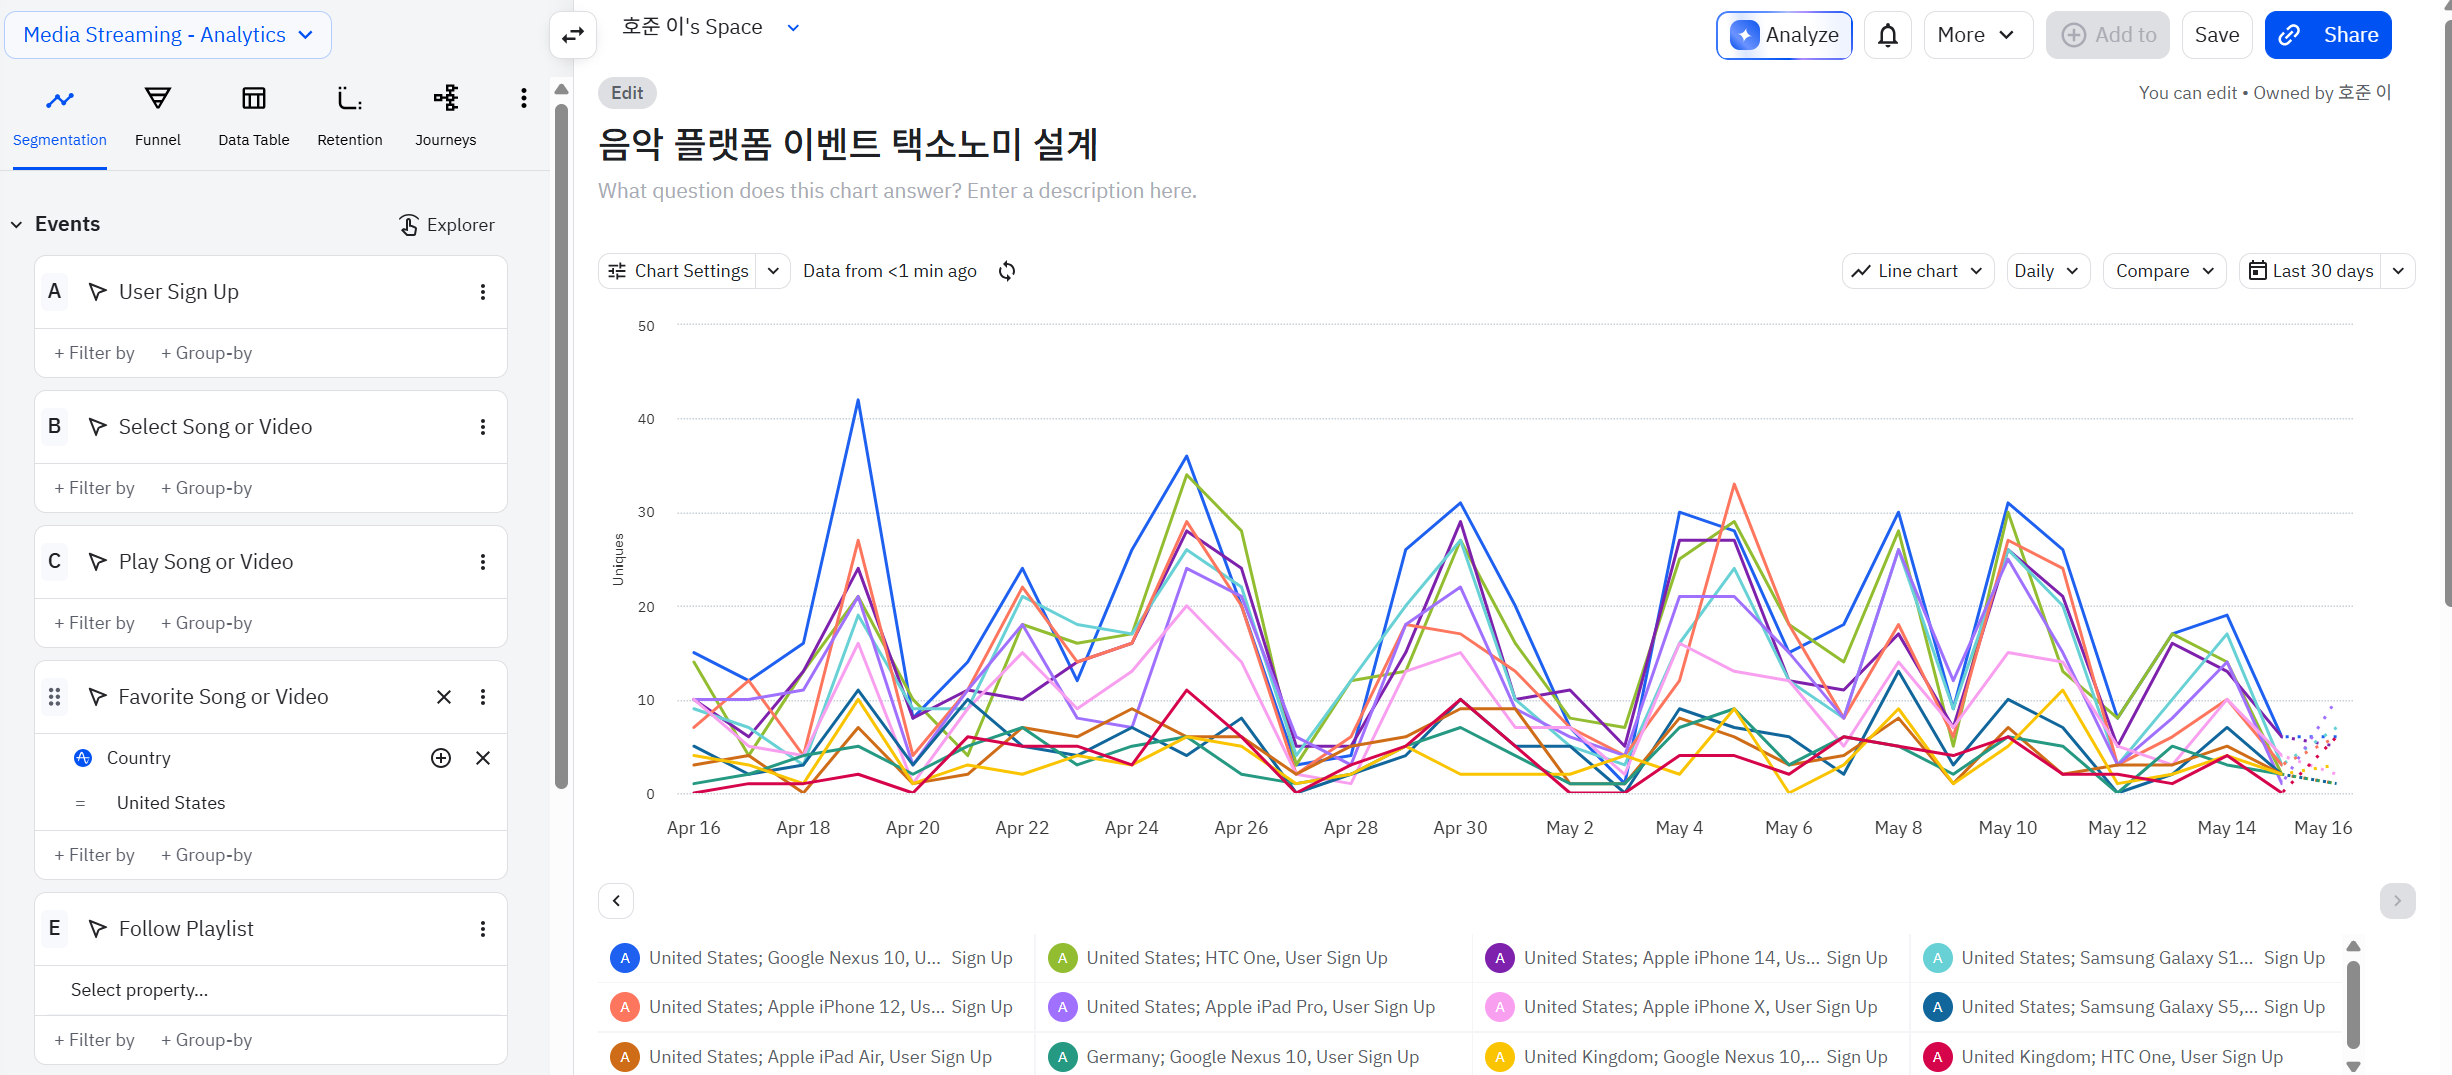 Media Streaming - Analytics
호준 이's Space
Analyze
More
Add to
Save
Share
Segmentation
Funnel
Data Table
Retention
Journeys
Edit
You can edit • Owned by 호준 이
음악 플랫폼 이벤트 택소노미 설계
What question does this chart answer? Enter a description here.
Events
Explorer
A User Sign Up
+ Filter by + Group-by
B Select Song or Video
+ Filter by + Group-by
C Play Song or Video
+ Filter by + Group-by
Favorite Song or Video
Country
= United States
+ Filter by + Group-by
E Follow Playlist
Select property...
+ Filter by + Group-by
Chart Settings
Data from <1 min ago
Line chart
Daily
Compare
Last 30 days
50
40
30
20
10
0
Uniques
Apr 16 Apr 18 Apr 20 Apr 22 Apr 24 Apr 26 Apr 28 Apr 30 May 2 May 4 May 6 May 8 May 10 May 12 May 14 May 16
A United States; Google Nexus 10, U... Sign Up
A United States; HTC One, User Sign Up
A United States; Apple iPhone 14, Us... Sign Up
A United States; Samsung Galaxy S1... Sign Up
A United States; Apple iPhone 12, Us... Sign Up
A United States; Apple iPad Pro, User Sign Up
A United States; Apple iPhone X, User Sign Up
A United States; Samsung Galaxy S5,... Sign Up
A United States; Apple iPad Air, User Sign Up
A Germany; Google Nexus 10, User Sign Up
A United Kingdom; Google Nexus 10,... Sign Up
A United Kingdom; HTC One, User Sign Up